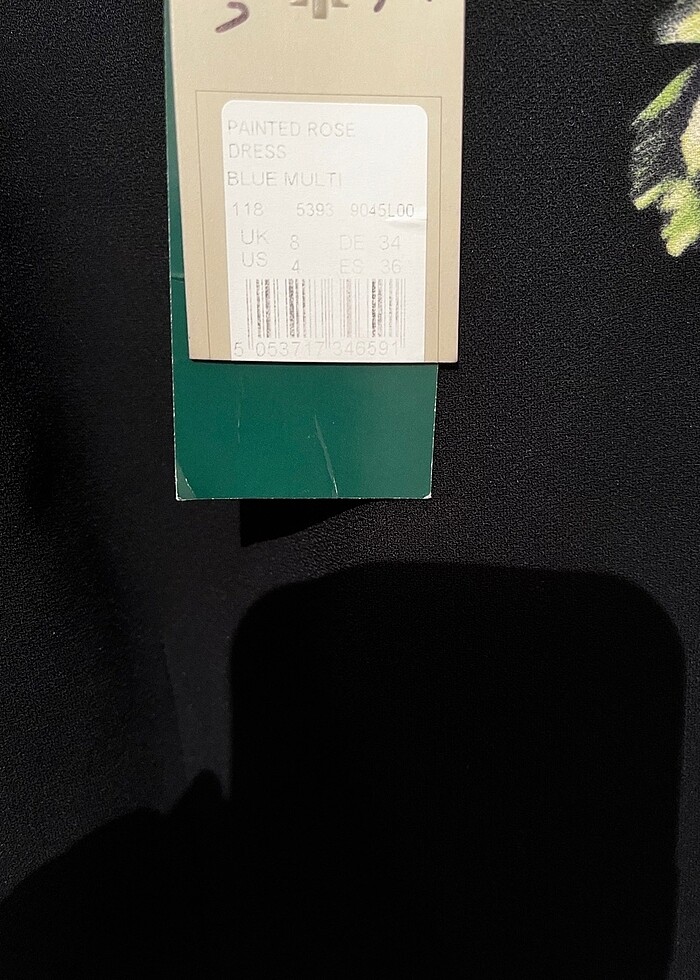 PAINTED ROSE
DRESS
BLUE MULTI
118 5393 9045L00
UK 8 DE 34
US 4 ES 36
5 053717 346591